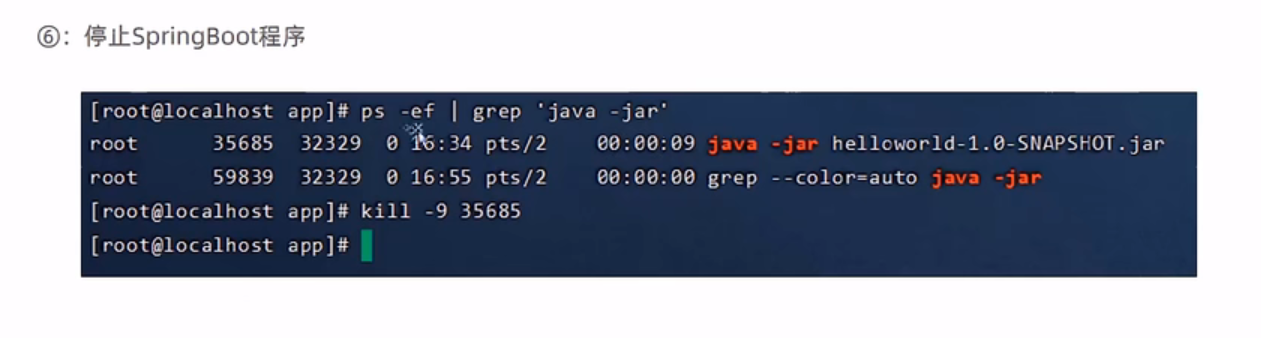 ⑥：停止SpringBoot程序
[root@localhost app]# ps -ef | grep 'java -jar'
root 35685 32329 0 16:34 pts/2 00:00:09 java -jar helloworld-1.0-SNAPSHOT.jar
root 59839 32329 0 16:55 pts/2 00:00:00 grep --color=auto java -jar
[root@localhost app]# kill -9 35685
[root@localhost app]#